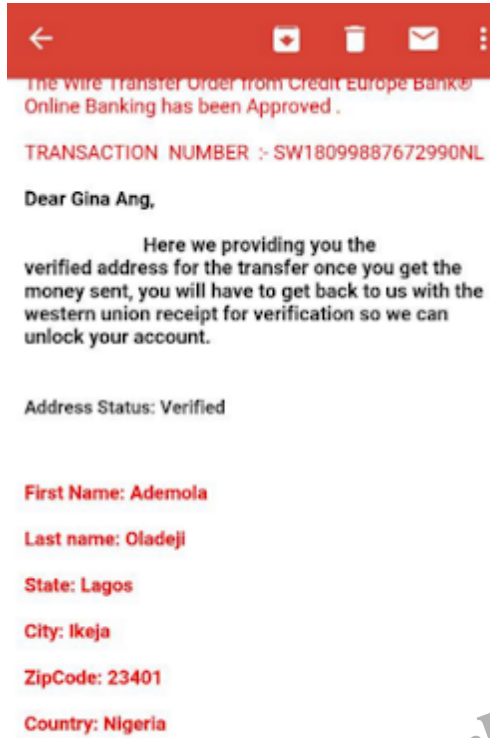 The Wire Transfer Order from Credit Europe Bank®
Online Banking has been Approved .
TRANSACTION NUMBER :- SW18099887672990NL
Dear Gina Ang,
Here we providing you the
verified address for the transfer once you get the
money sent, you will have to get back to us with the
western union receipt for verification so we can
unlock your account.
Address Status: Verified
First Name: Ademola
Last name: Oladeji
State: Lagos
City: Ikeja
ZipCode: 23401
Country: Nigeria